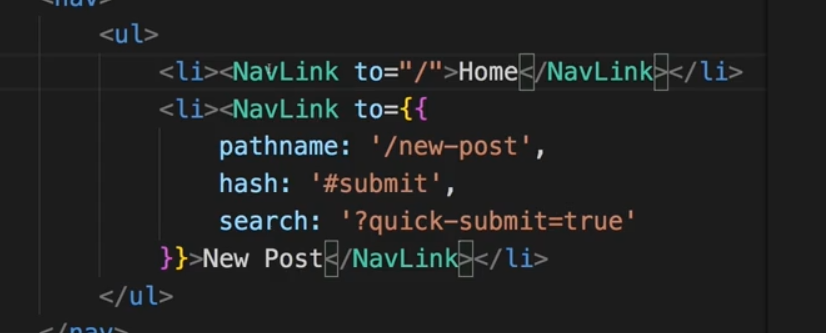 <nav>
<ul>
<li><NavLink to="/">Home</NavLink></li>
<li><NavLink to={{
pathname: '/new-post',
hash: '#submit',
search: '?quick-submit=true'
}}>New Post</NavLink></li>
</ul>
</nav>